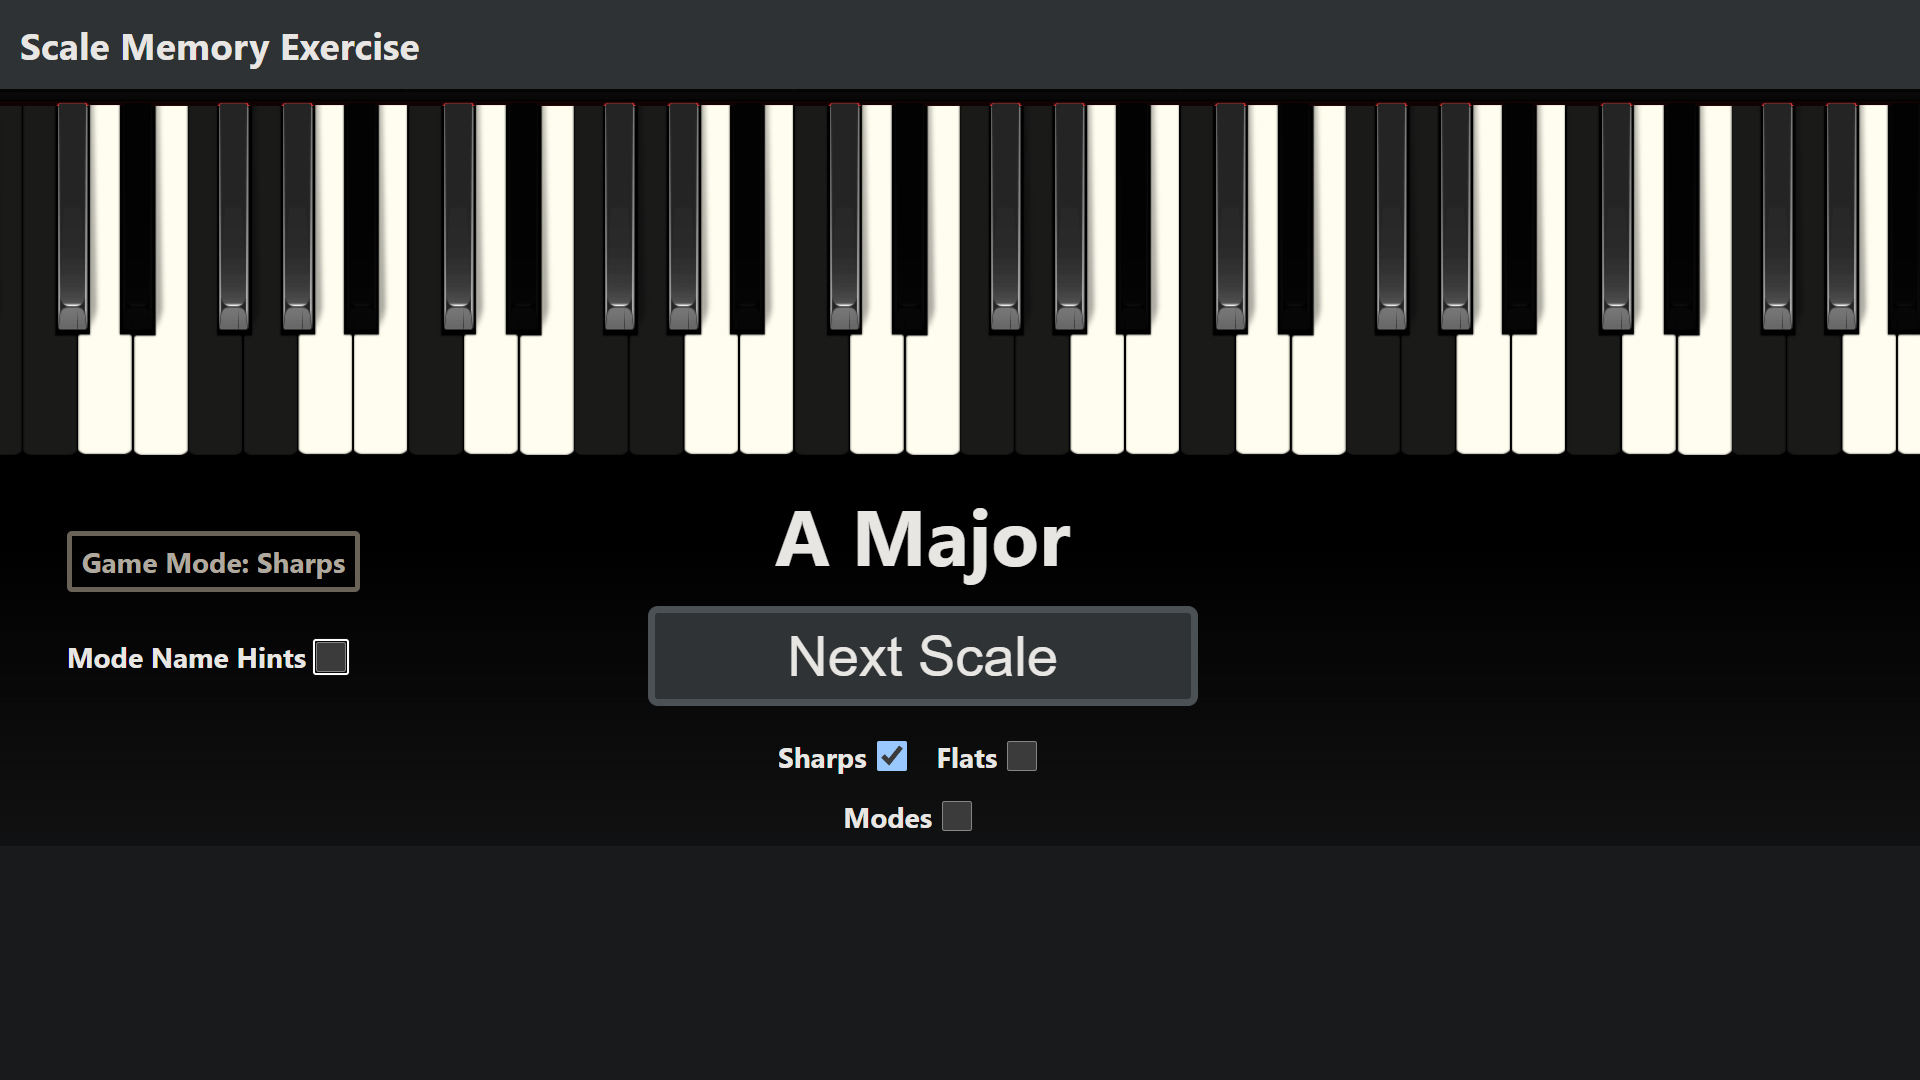 Scale Memory Exercise
A Major
Game Mode: Sharps
Next Scale
Mode Name Hints
Sharps Flats
Modes